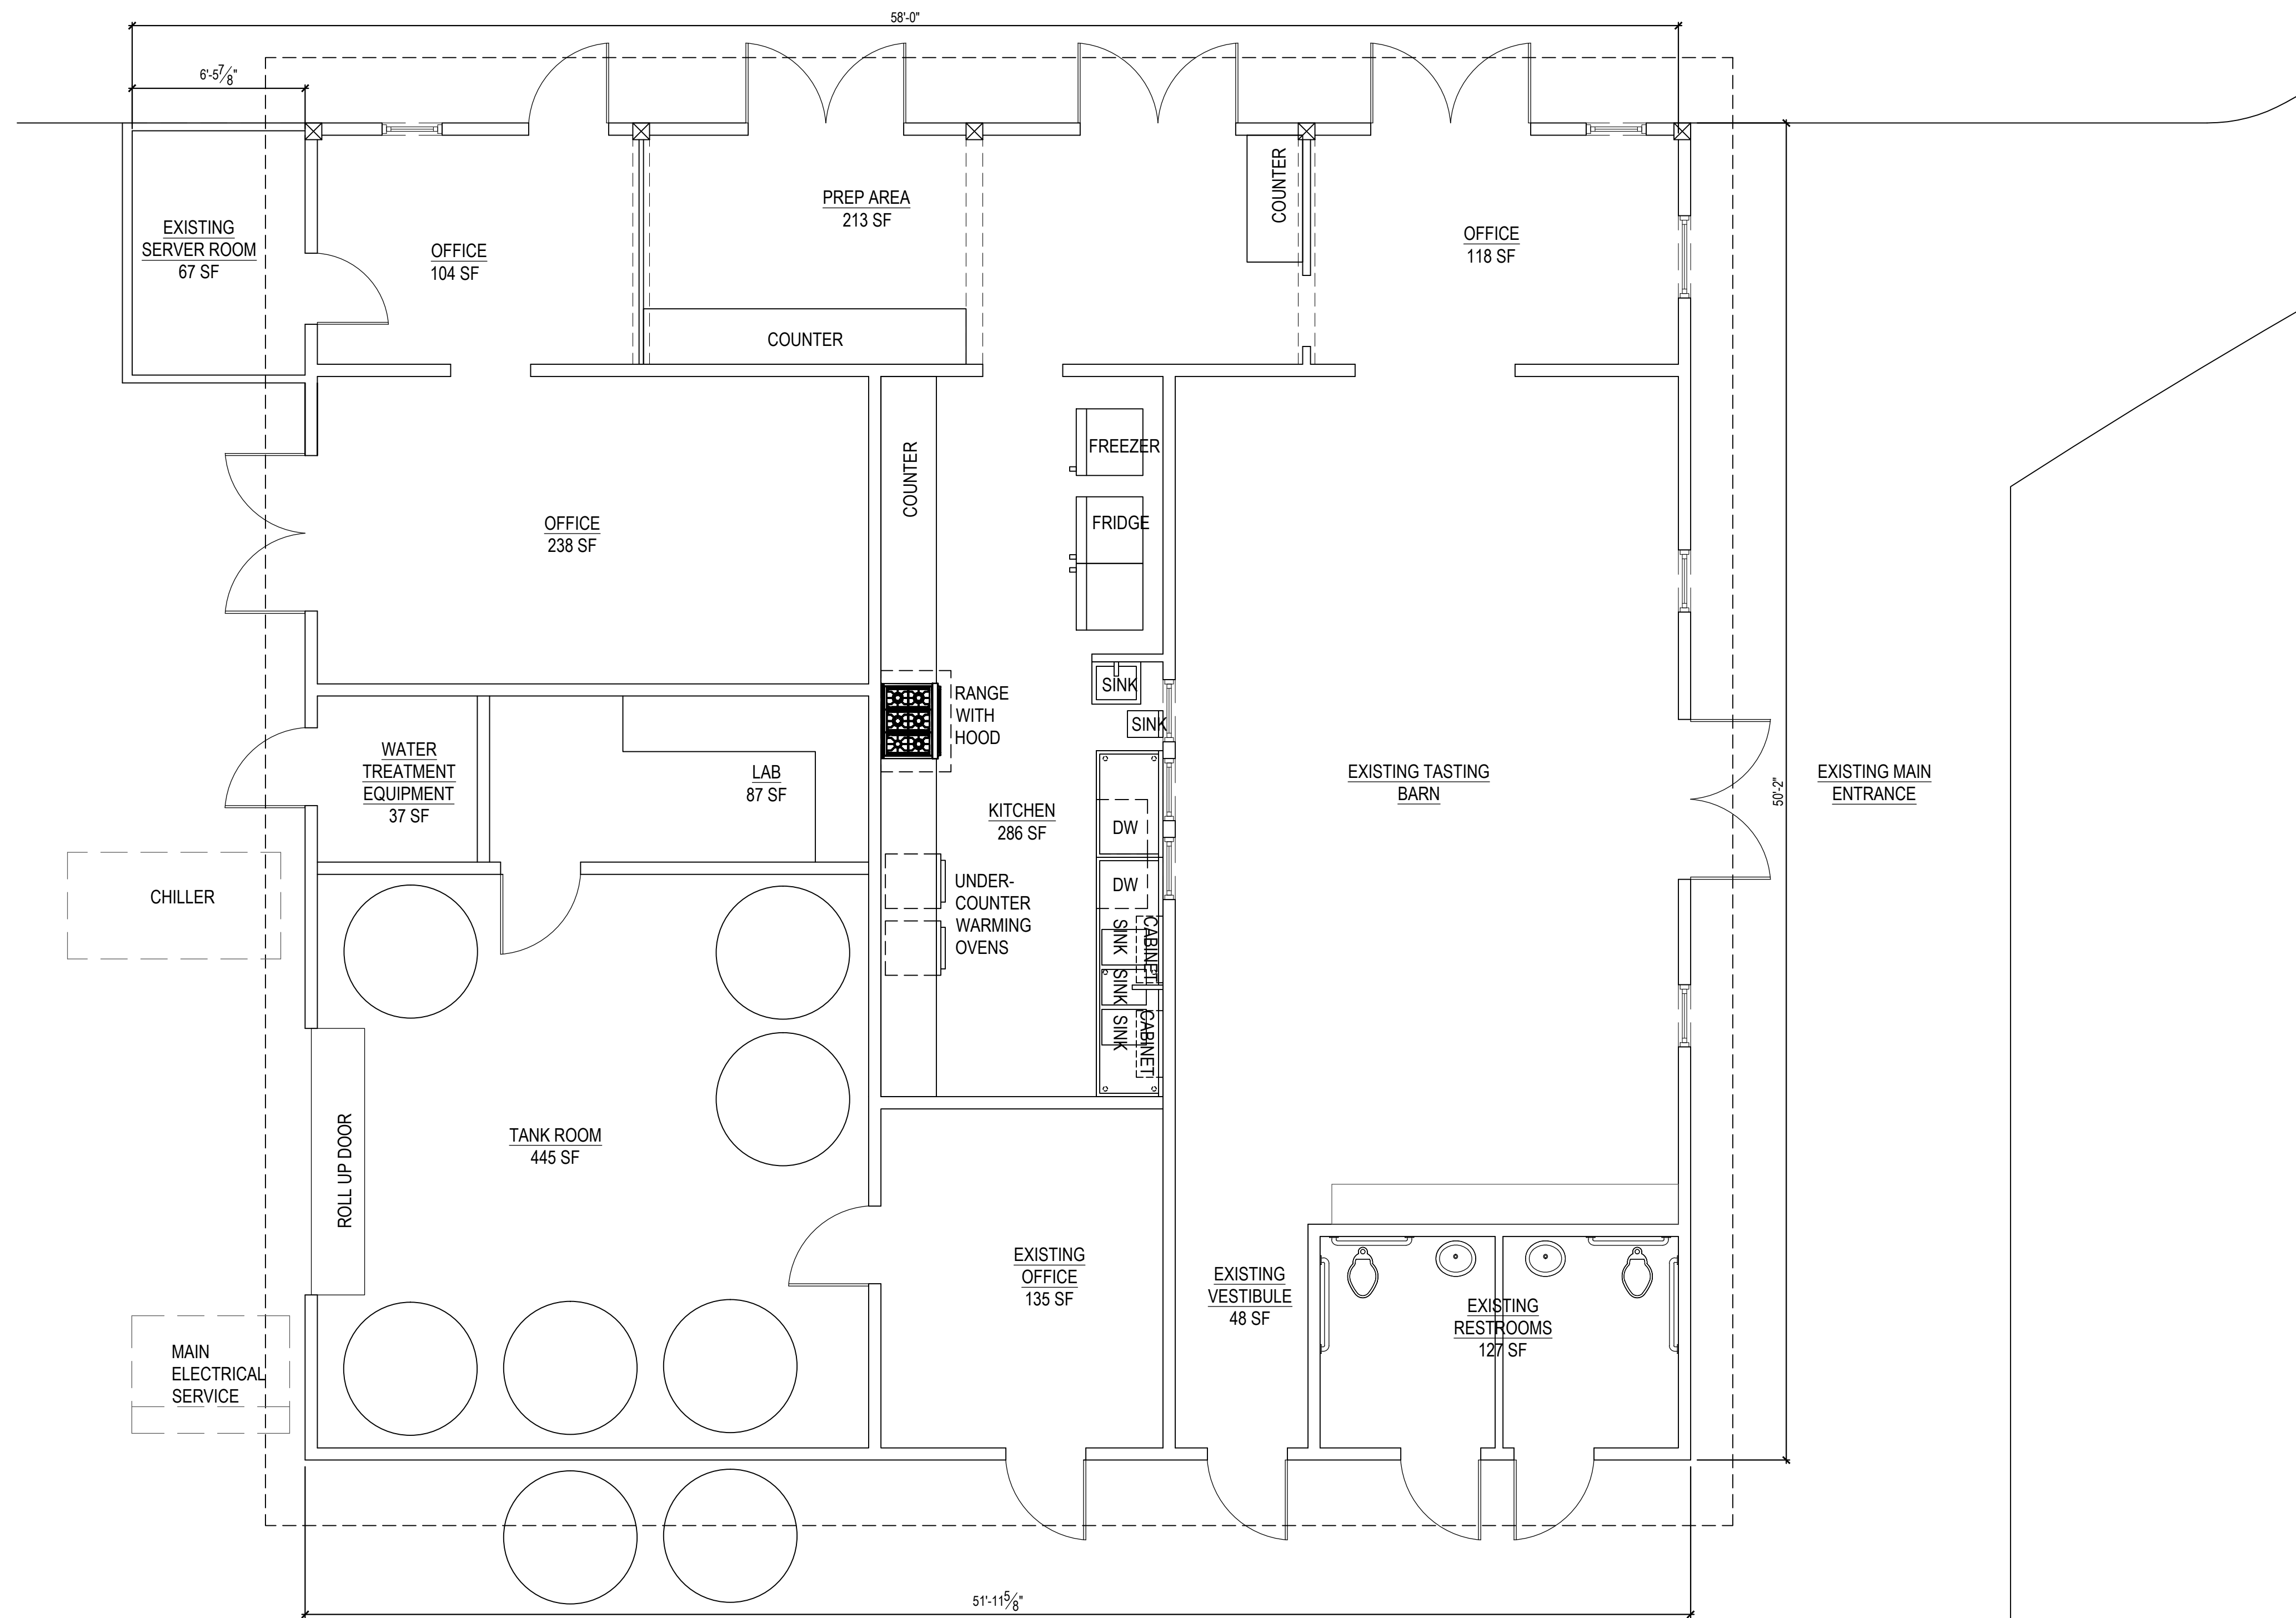 58'-0"
6'-5 7/8"
EXISTING
SERVER ROOM
67 SF
OFFICE
104 SF
PREP AREA
213 SF
COUNTER
COUNTER
OFFICE
118 SF
OFFICE
238 SF
COUNTER
FREEZER
FRIDGE
SINK
SINK
RANGE
WITH
HOOD
WATER
TREATMENT
EQUIPMENT
37 SF
LAB
87 SF
KITCHEN
286 SF
DW
DW
SINK
SINK
SINK
CABINET
CABINET
UNDER-
COUNTER
WARMING
OVENS
EXISTING TASTING
BARN
50'-2"
EXISTING MAIN
ENTRANCE
CHILLER
TANK ROOM
445 SF
ROLL UP DOOR
MAIN
ELECTRICAL
SERVICE
EXISTING
OFFICE
135 SF
EXISTING
VESTIBULE
48 SF
EXISTING
RESTROOMS
127 SF
51'-11 5/8"